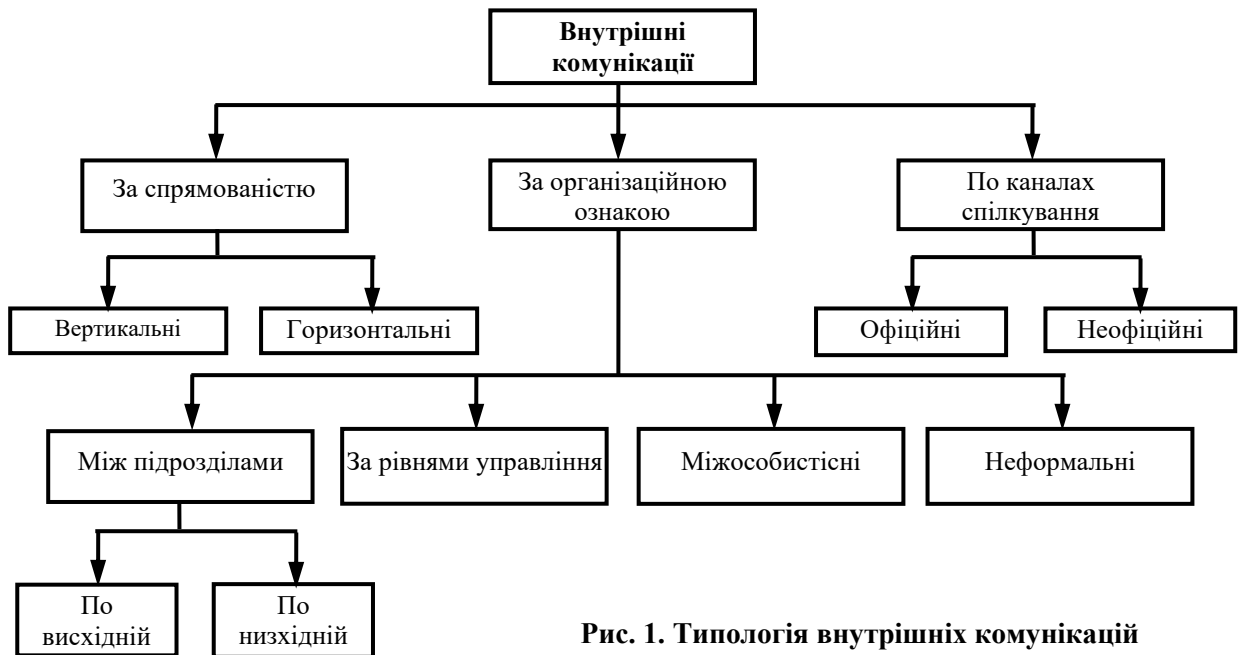 Внутрішні
комунікації
За спрямованістю
За організаційною
ознакою
По каналах
спілкування
Вертикальні
Горизонтальні
Офіційні
Неофіційні
Між підрозділами
За рівнями управління
Міжособистісні
Неформальні
По
висхідній
По
низхідній
Рис. 1. Типологія внутрішніх комунікацій